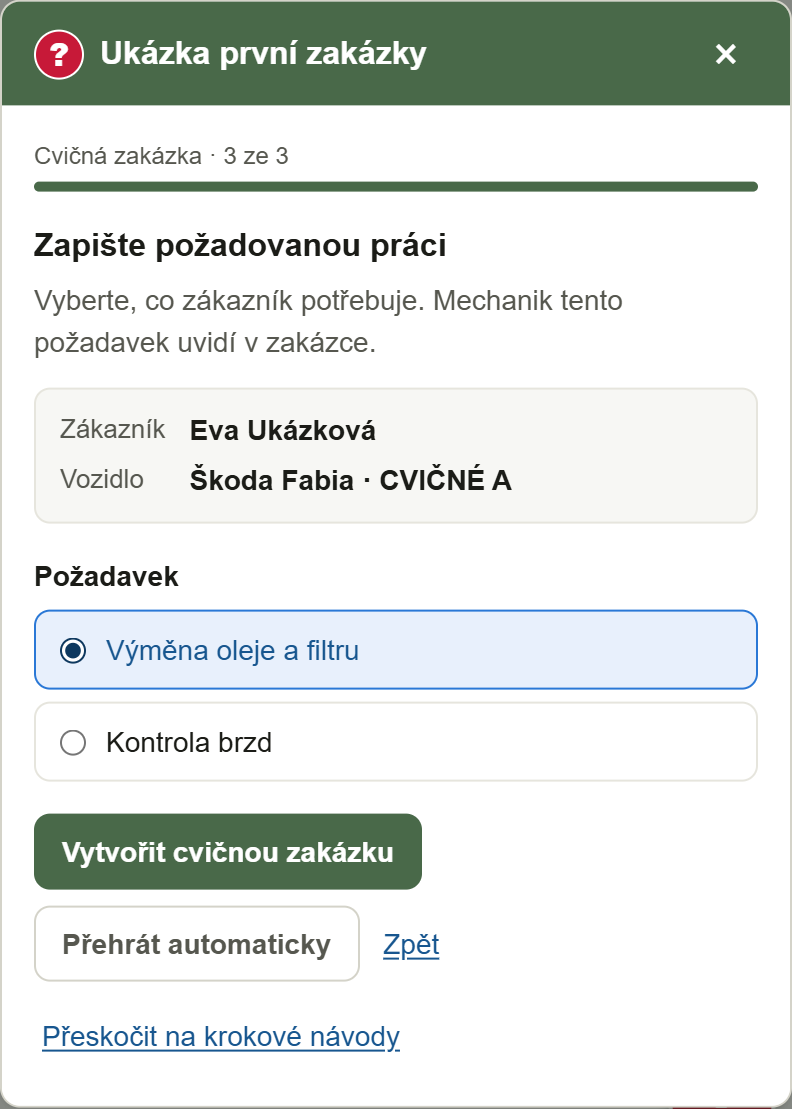 ?
Ukázka první zakázky
×
Cvičná zakázka · 3 ze 3
Zapište požadovanou práci
Vyberte, co zákazník potřebuje. Mechanik tento
požadavek uvidí v zakázce.
Zákazník Eva Ukázková
Vozidlo Škoda Fabia · CVIČNÉ A
Požadavek
Výměna oleje a filtru
Kontrola brzd
Vytvořit cvičnou zakázku
Přehrát automaticky Zpět
Přeskočit na krokové návody